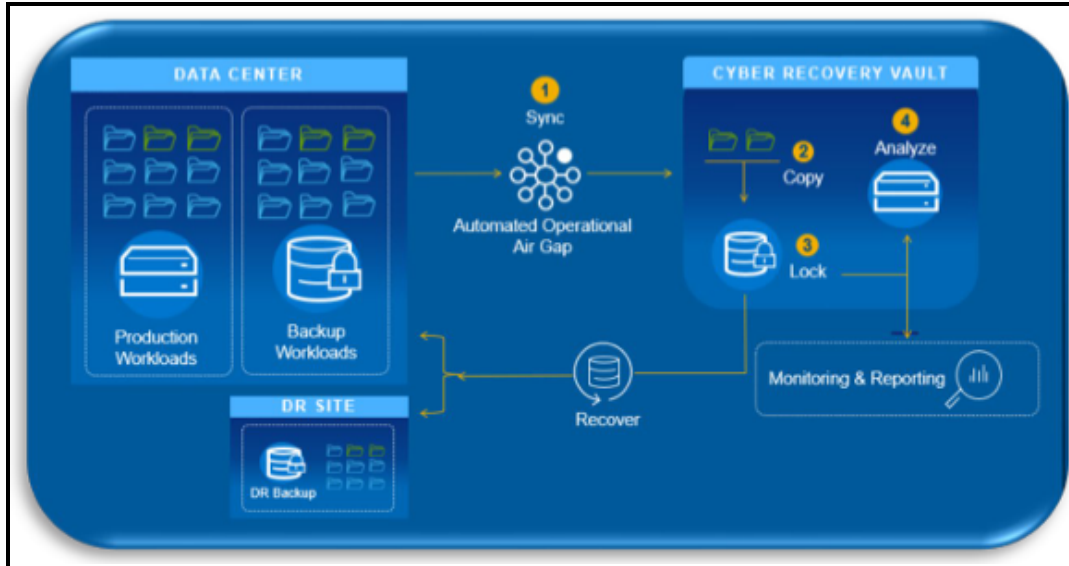 DATA CENTER
Production
Workloads
Backup
Workloads
1
Sync
Automated Operational
Air Gap
CYBER RECOVERY VAULT
2
Copy
3
Lock
4
Analyze
Monitoring & Reporting
Recover
DR SITE
DR Backup